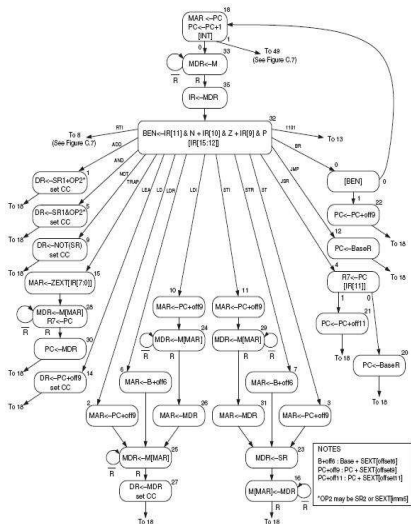 18
MAR <–PC
PC<–PC+1
[INT]
0
1
To 49
(See Figure C.7)
33
MDR<–M
R
R
35
IR<–MDR
32
BEN<–IR[11] & N + IR[10] & Z + IR[9] & P
[IR[15:12]]
RTI
To 8
(See Figure C.7)
1101
To 13
ADD
AND
NOT
TRAP
LEA
LD
LDR
LDI
STI
STR
ST
JSR
JMP
BR
1
DR<–SR1+OP2*
set CC
To 18
5
DR<–SR1&OP2*
set CC
To 18
9
DR<–NOT(SR)
set CC
To 18
15
MAR<–ZEXT[IR[7:0]]
28
MDR<–M[MAR]
R7<–PC
R
R
30
PC<–MDR
To 18
14
DR<–PC+off9
set CC
To 18
0
[BEN]
0
1
22
PC<–PC+off9
To 18
12
PC<–BaseR
To 18
4
R7<–PC
[IR[11]]
1
0
21
PC<–PC+off11
To 18
20
PC<–BaseR
To 18
10
MAR<–PC+off9
11
MAR<–PC+off9
24
MDR<–M[MAR]
R
R
29
MDR<–M[MAR]
R
R
6
MAR<–B+off6
7
MAR<–B+off6
2
MAR<–PC+off9
26
MAR<–MDR
31
MAR<–MDR
3
MAR<–PC+off9
25
MDR<–M[MAR]
R
R
23
MDR<–SR
27
DR<–MDR
set CC
To 18
16
M[MAR]<–MDR
R
R
To 18
NOTES
B+off6 : Base + SEXT[offset6]
PC+off9 : PC + SEXT[offset9]
PC+off11 : PC + SEXT[offset11]
*OP2 may be SR2 or SEXT[imm5]